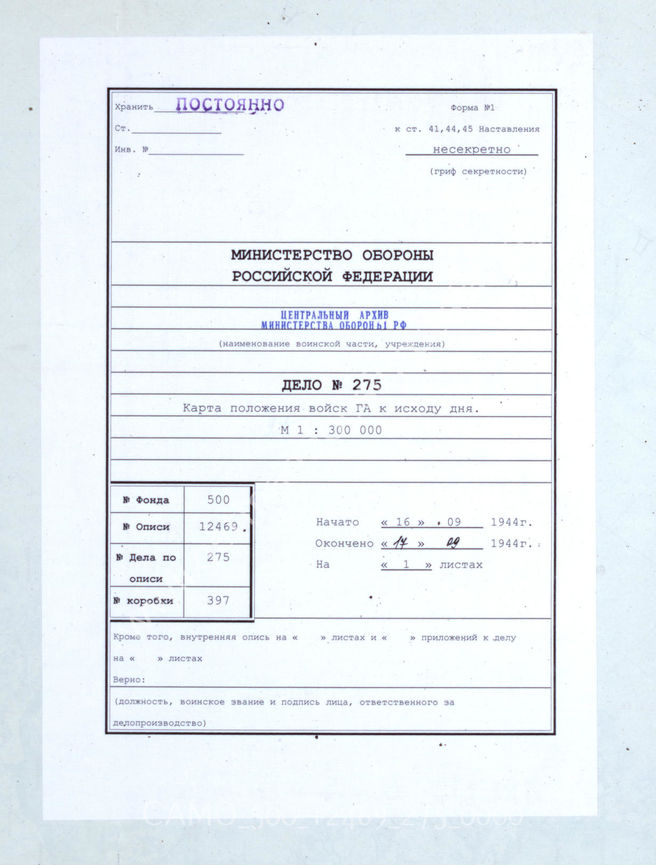 Хранить ПОСТОЯННО
Форма №1
Ст.
к ст. 41,44,45 Наставления
Инв. №
несекретно
(гриф секретности)
МИНИСТЕРСТВО ОБОРОНЫ
РОССИЙСКОЙ ФЕДЕРАЦИИ
ЦЕНТРАЛЬНЫЙ АРХИВ
МИНИСТЕРСТВА ОБОРОНЫ РФ
(наименование воинской части, учреждения)
ДЕЛО № 275
Карта положения войск ГА к исходу дня.
М 1 : 300 000
№ Фонда 500
№ Описи 12469.
№ Дела по описи 275
№ коробки 397
Начато « 16 » . 09 1944г.
Окончено « 17 » 09 1944г.
На « 1 » листах
Кроме того, внутренняя опись на « » листах и « » приложений к делу
на « » листах
Верно:
(должность, воинское звание и подпись лица, ответственного за
делопроизводство)